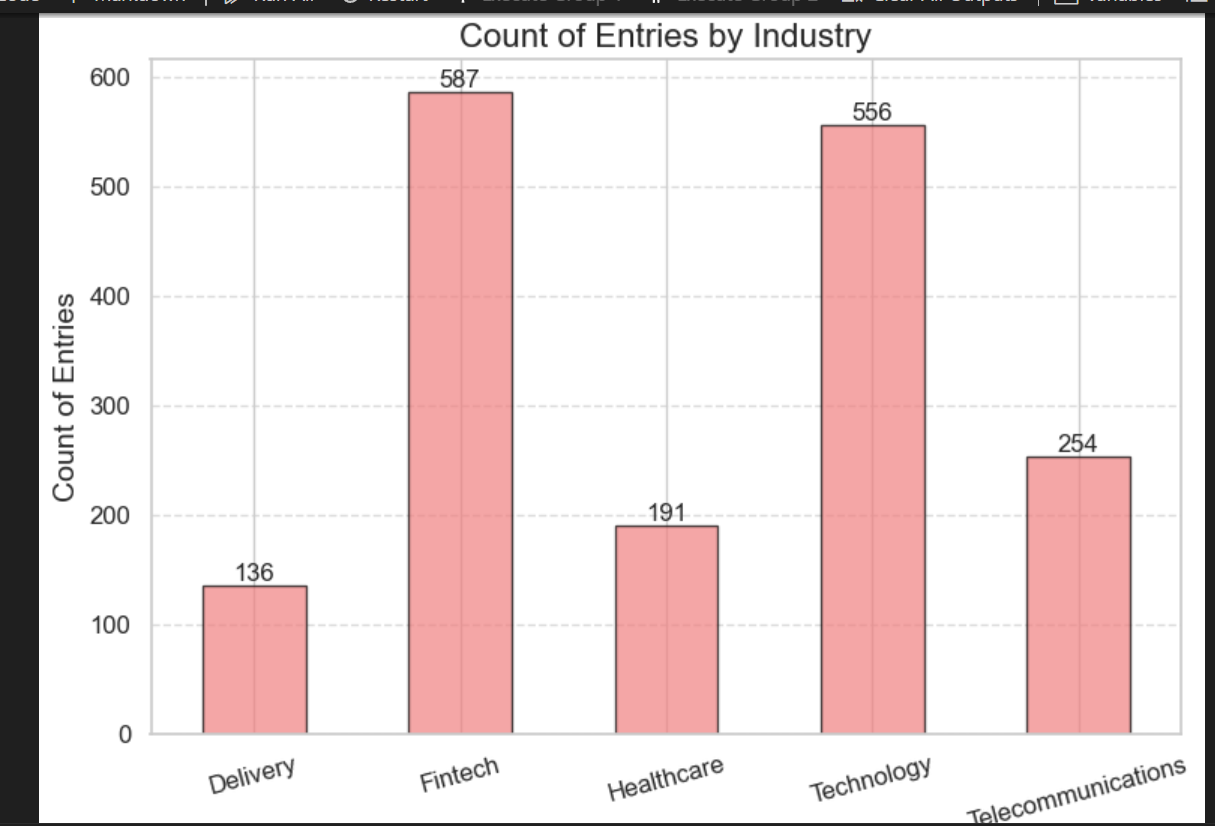 Count of Entries by Industry
600
500
400
300
200
100
0
Count of Entries
587
556
254
191
136
Delivery
Fintech
Healthcare
Technology
Telecommunications